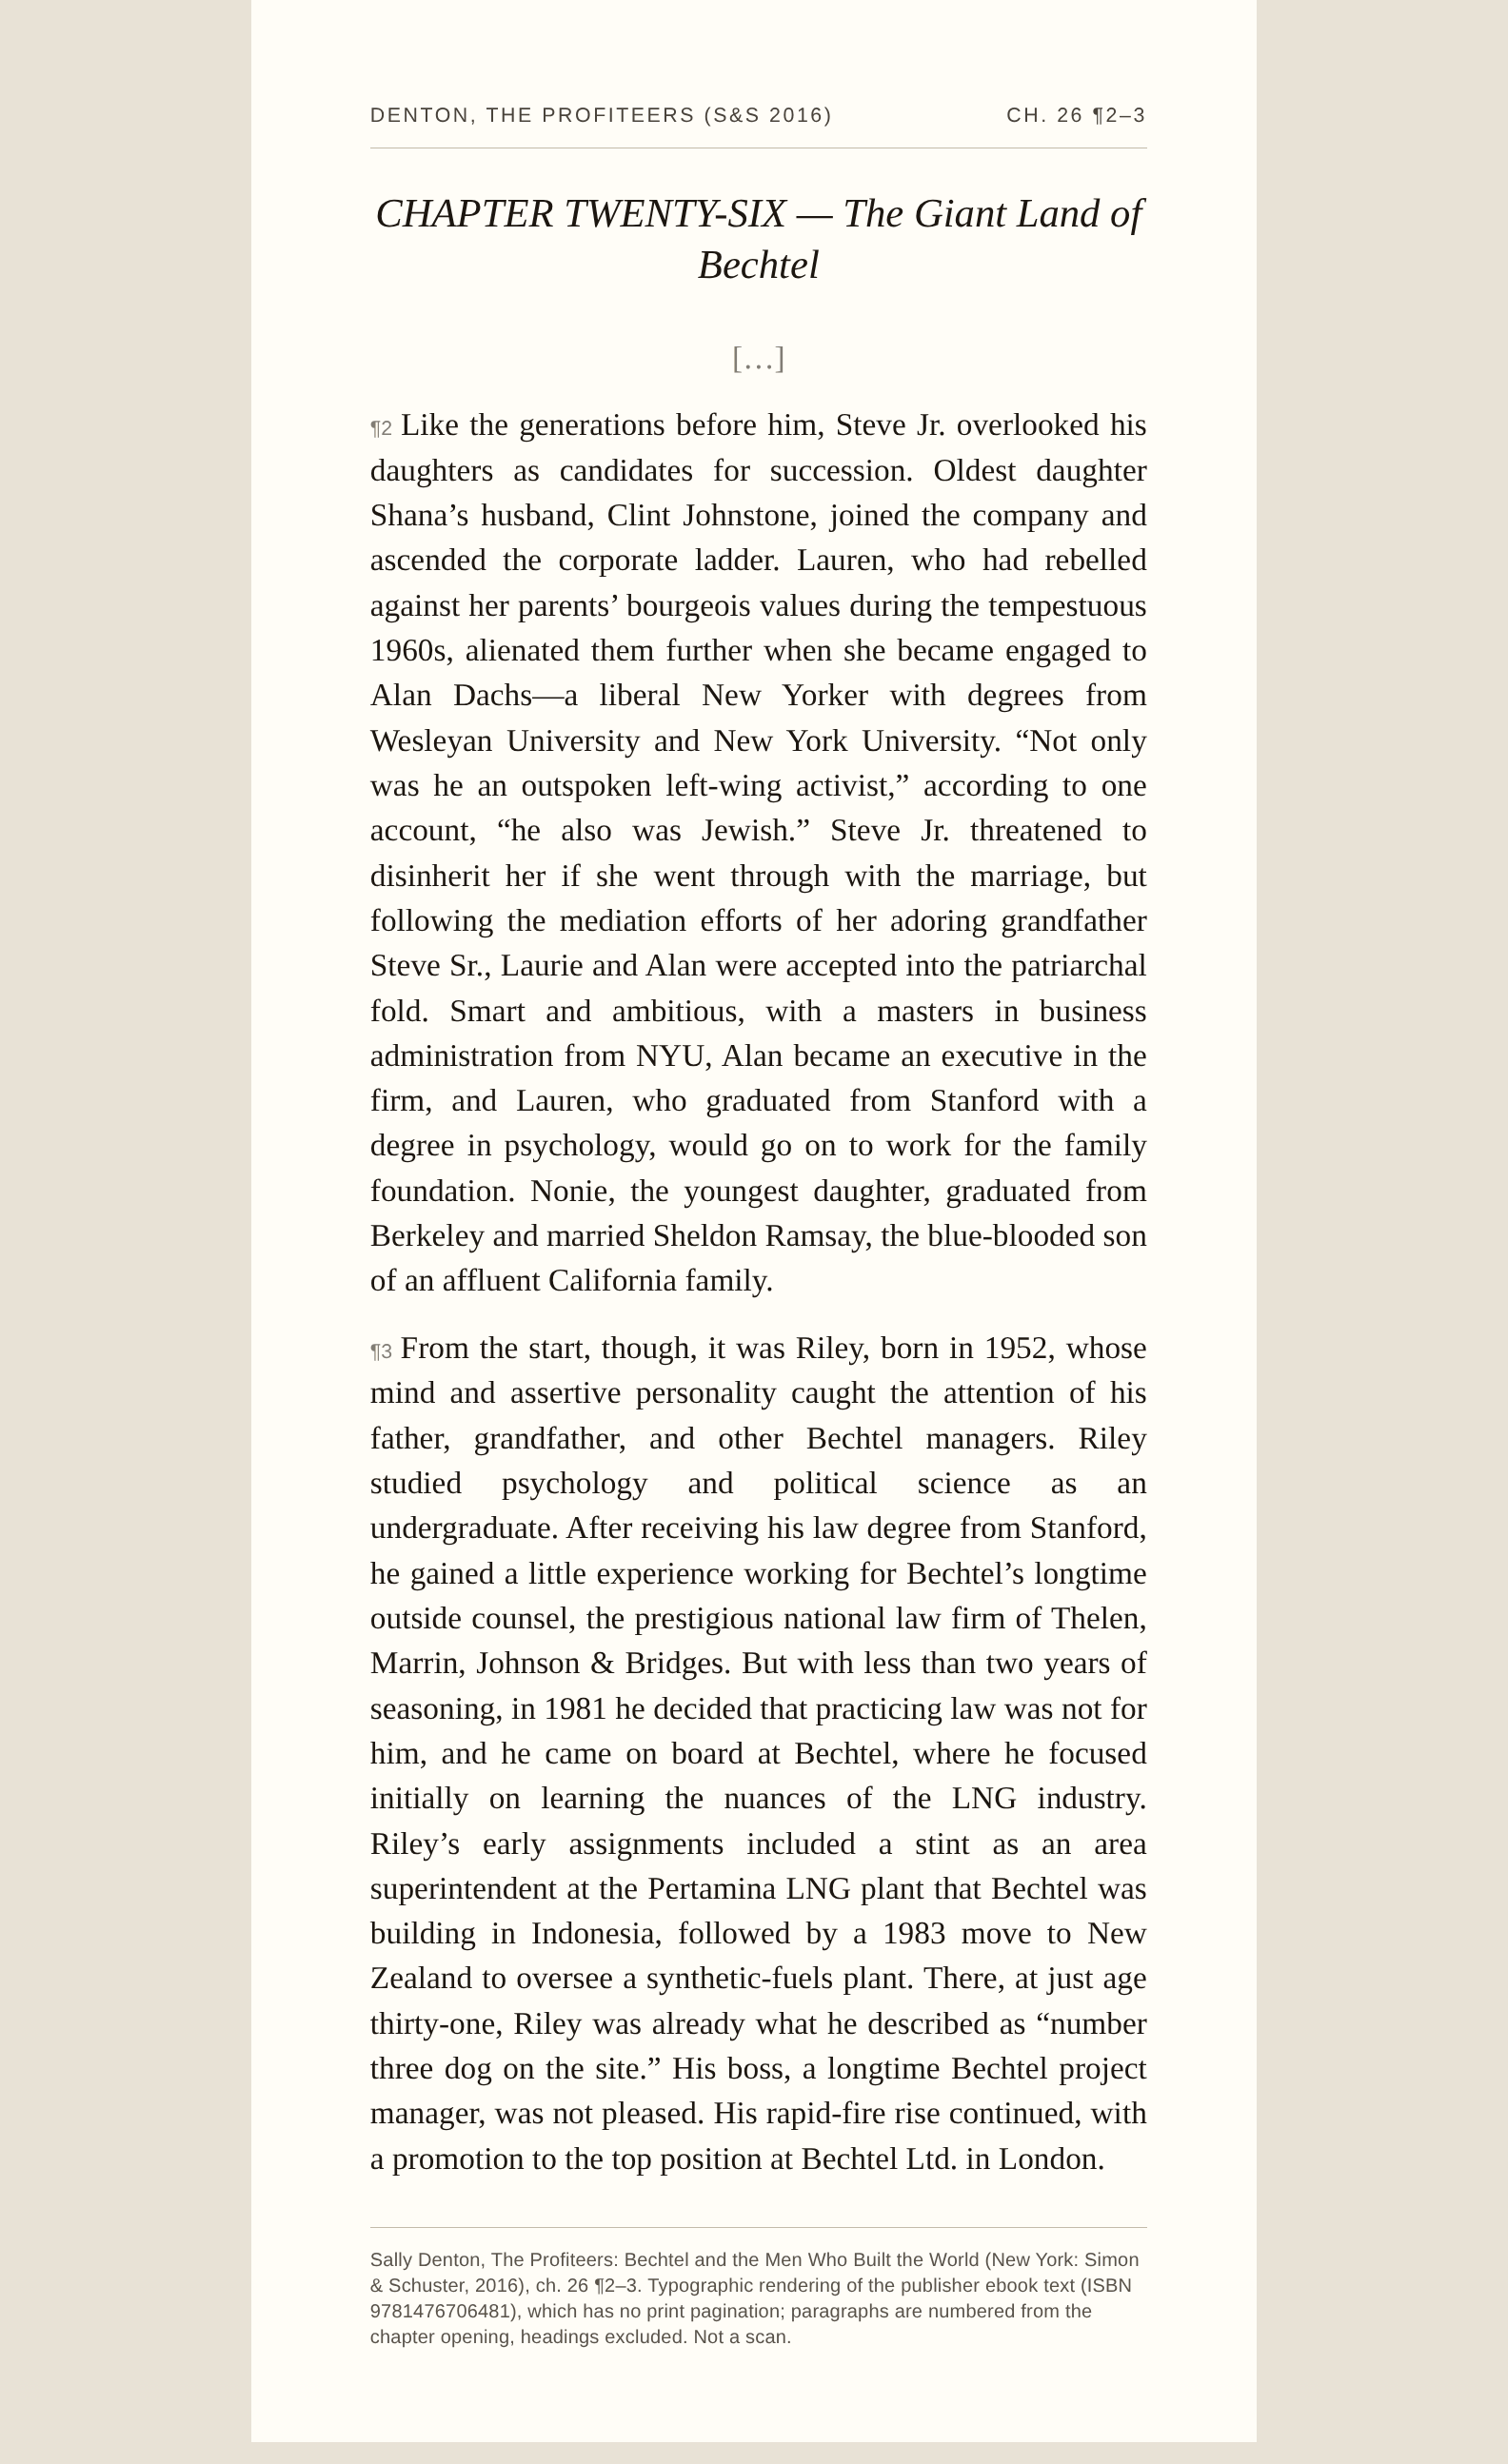 DENTON, THE PROFITEERS (S&S 2016) CH. 26 ¶2–3
CHAPTER TWENTY-SIX — The Giant Land of
Bechtel
[…]
¶2 Like the generations before him, Steve Jr. overlooked his
daughters as candidates for succession. Oldest daughter
Shana’s husband, Clint Johnstone, joined the company and
ascended the corporate ladder. Lauren, who had rebelled
against her parents’ bourgeois values during the tempestuous
1960s, alienated them further when she became engaged to
Alan Dachs—a liberal New Yorker with degrees from
Wesleyan University and New York University. “Not only
was he an outspoken left-wing activist,” according to one
account, “he also was Jewish.” Steve Jr. threatened to
disinherit her if she went through with the marriage, but
following the mediation efforts of her adoring grandfather
Steve Sr., Laurie and Alan were accepted into the patriarchal
fold. Smart and ambitious, with a masters in business
administration from NYU, Alan became an executive in the
firm, and Lauren, who graduated from Stanford with a
degree in psychology, would go on to work for the family
foundation. Nonie, the youngest daughter, graduated from
Berkeley and married Sheldon Ramsay, the blue-blooded son
of an affluent California family.
¶3 From the start, though, it was Riley, born in 1952, whose
mind and assertive personality caught the attention of his
father, grandfather, and other Bechtel managers. Riley
studied psychology and political science as an
undergraduate. After receiving his law degree from Stanford,
he gained a little experience working for Bechtel’s longtime
outside counsel, the prestigious national law firm of Thelen,
Marrin, Johnson & Bridges. But with less than two years of
seasoning, in 1981 he decided that practicing law was not for
him, and he came on board at Bechtel, where he focused
initially on learning the nuances of the LNG industry.
Riley’s early assignments included a stint as an area
superintendent at the Pertamina LNG plant that Bechtel was
building in Indonesia, followed by a 1983 move to New
Zealand to oversee a synthetic-fuels plant. There, at just age
thirty-one, Riley was already what he described as “number
three dog on the site.” His boss, a longtime Bechtel project
manager, was not pleased. His rapid-fire rise continued, with
a promotion to the top position at Bechtel Ltd. in London.
Sally Denton, The Profiteers: Bechtel and the Men Who Built the World (New York: Simon
& Schuster, 2016), ch. 26 ¶2–3. Typographic rendering of the publisher ebook text (ISBN
9781476706481), which has no print pagination; paragraphs are numbered from the
chapter opening, headings excluded. Not a scan.